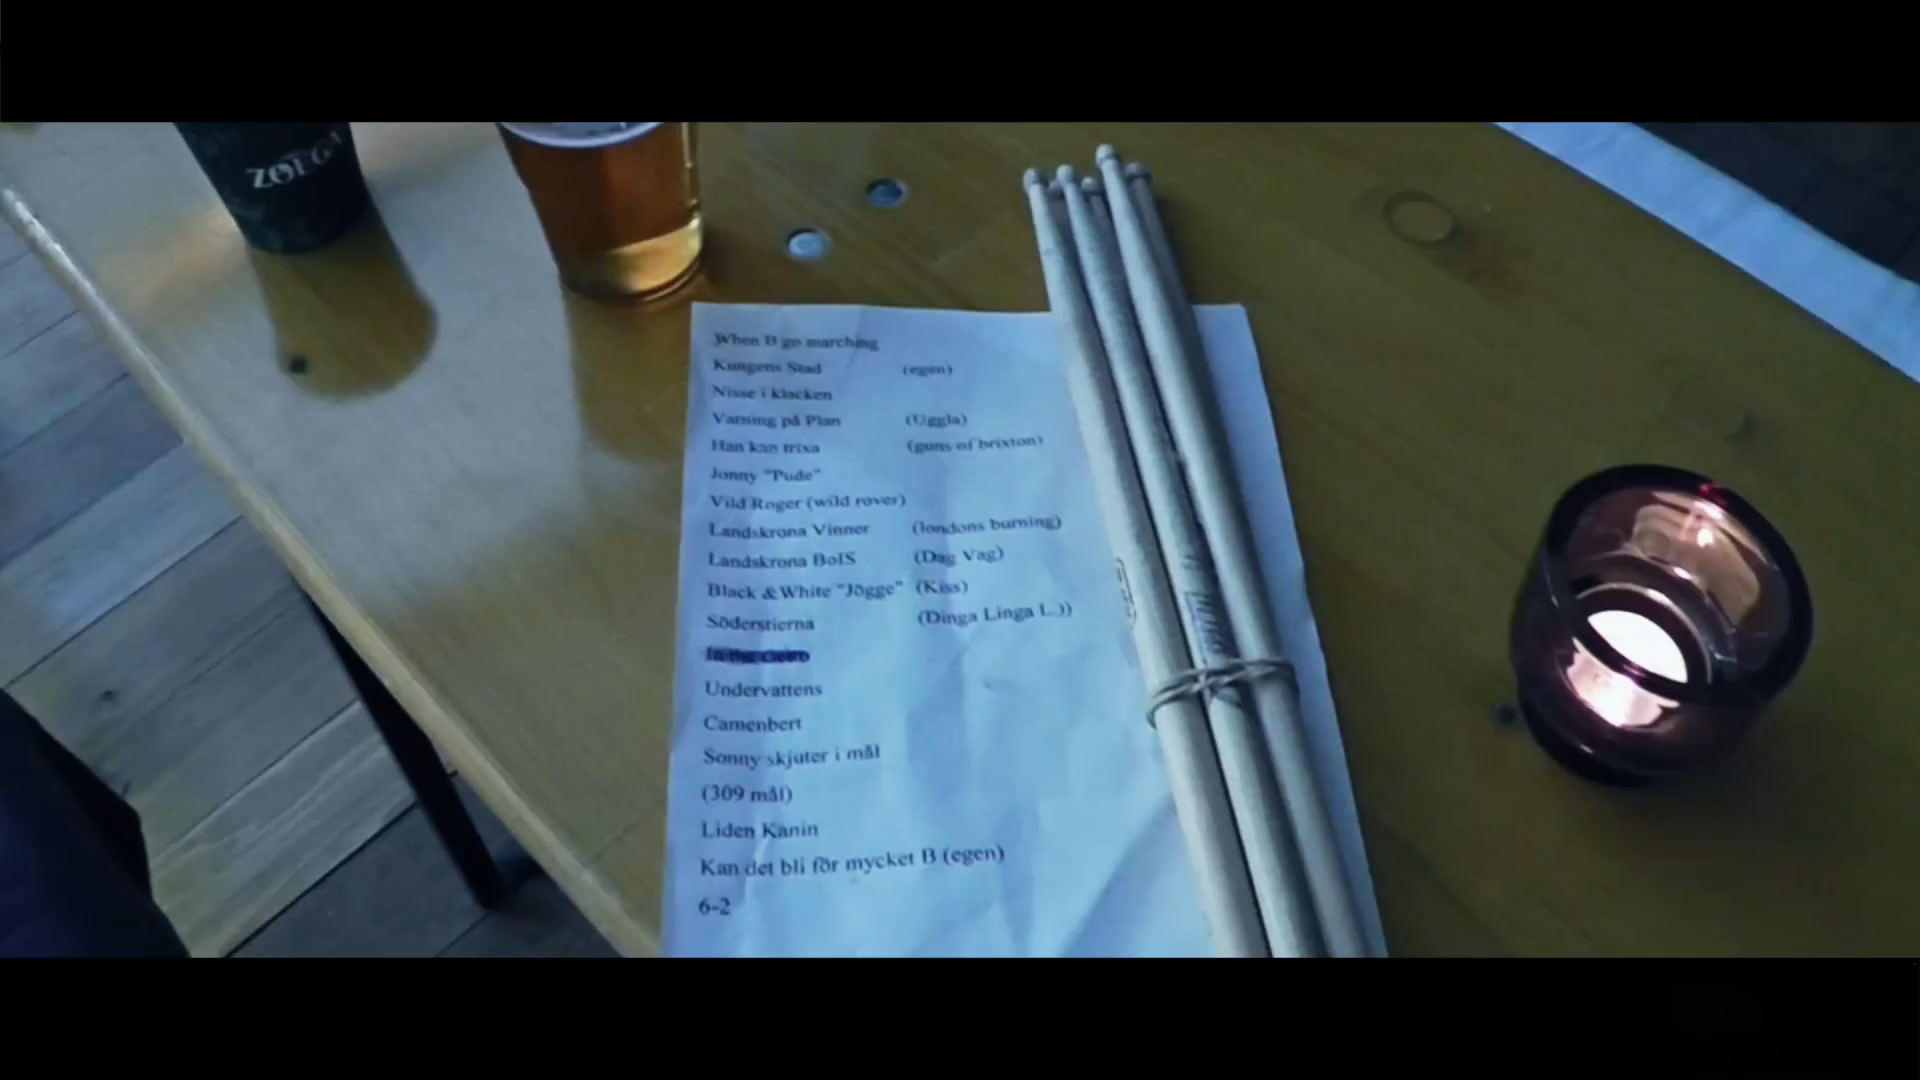 ZOÉGA
When B go marching
Kungens Stad (egen)
Nisse i klacken
Varning på Plan (Uggla)
Han kan trixa (guns of brixton)
Jonny "Pude"
Vild Roger (wild rover)
Landskrona Vinner (londons burning)
Landskrona BoIS (Dag Vag)
Black & White "Jögge" (Kiss)
Söderstierna (Dinga Linga L..))
Undervattens
Camenbert
Sonny skjuter i mål
(309 mål)
Liden Kanin
Kan det bli för mycket B (egen)
6-2